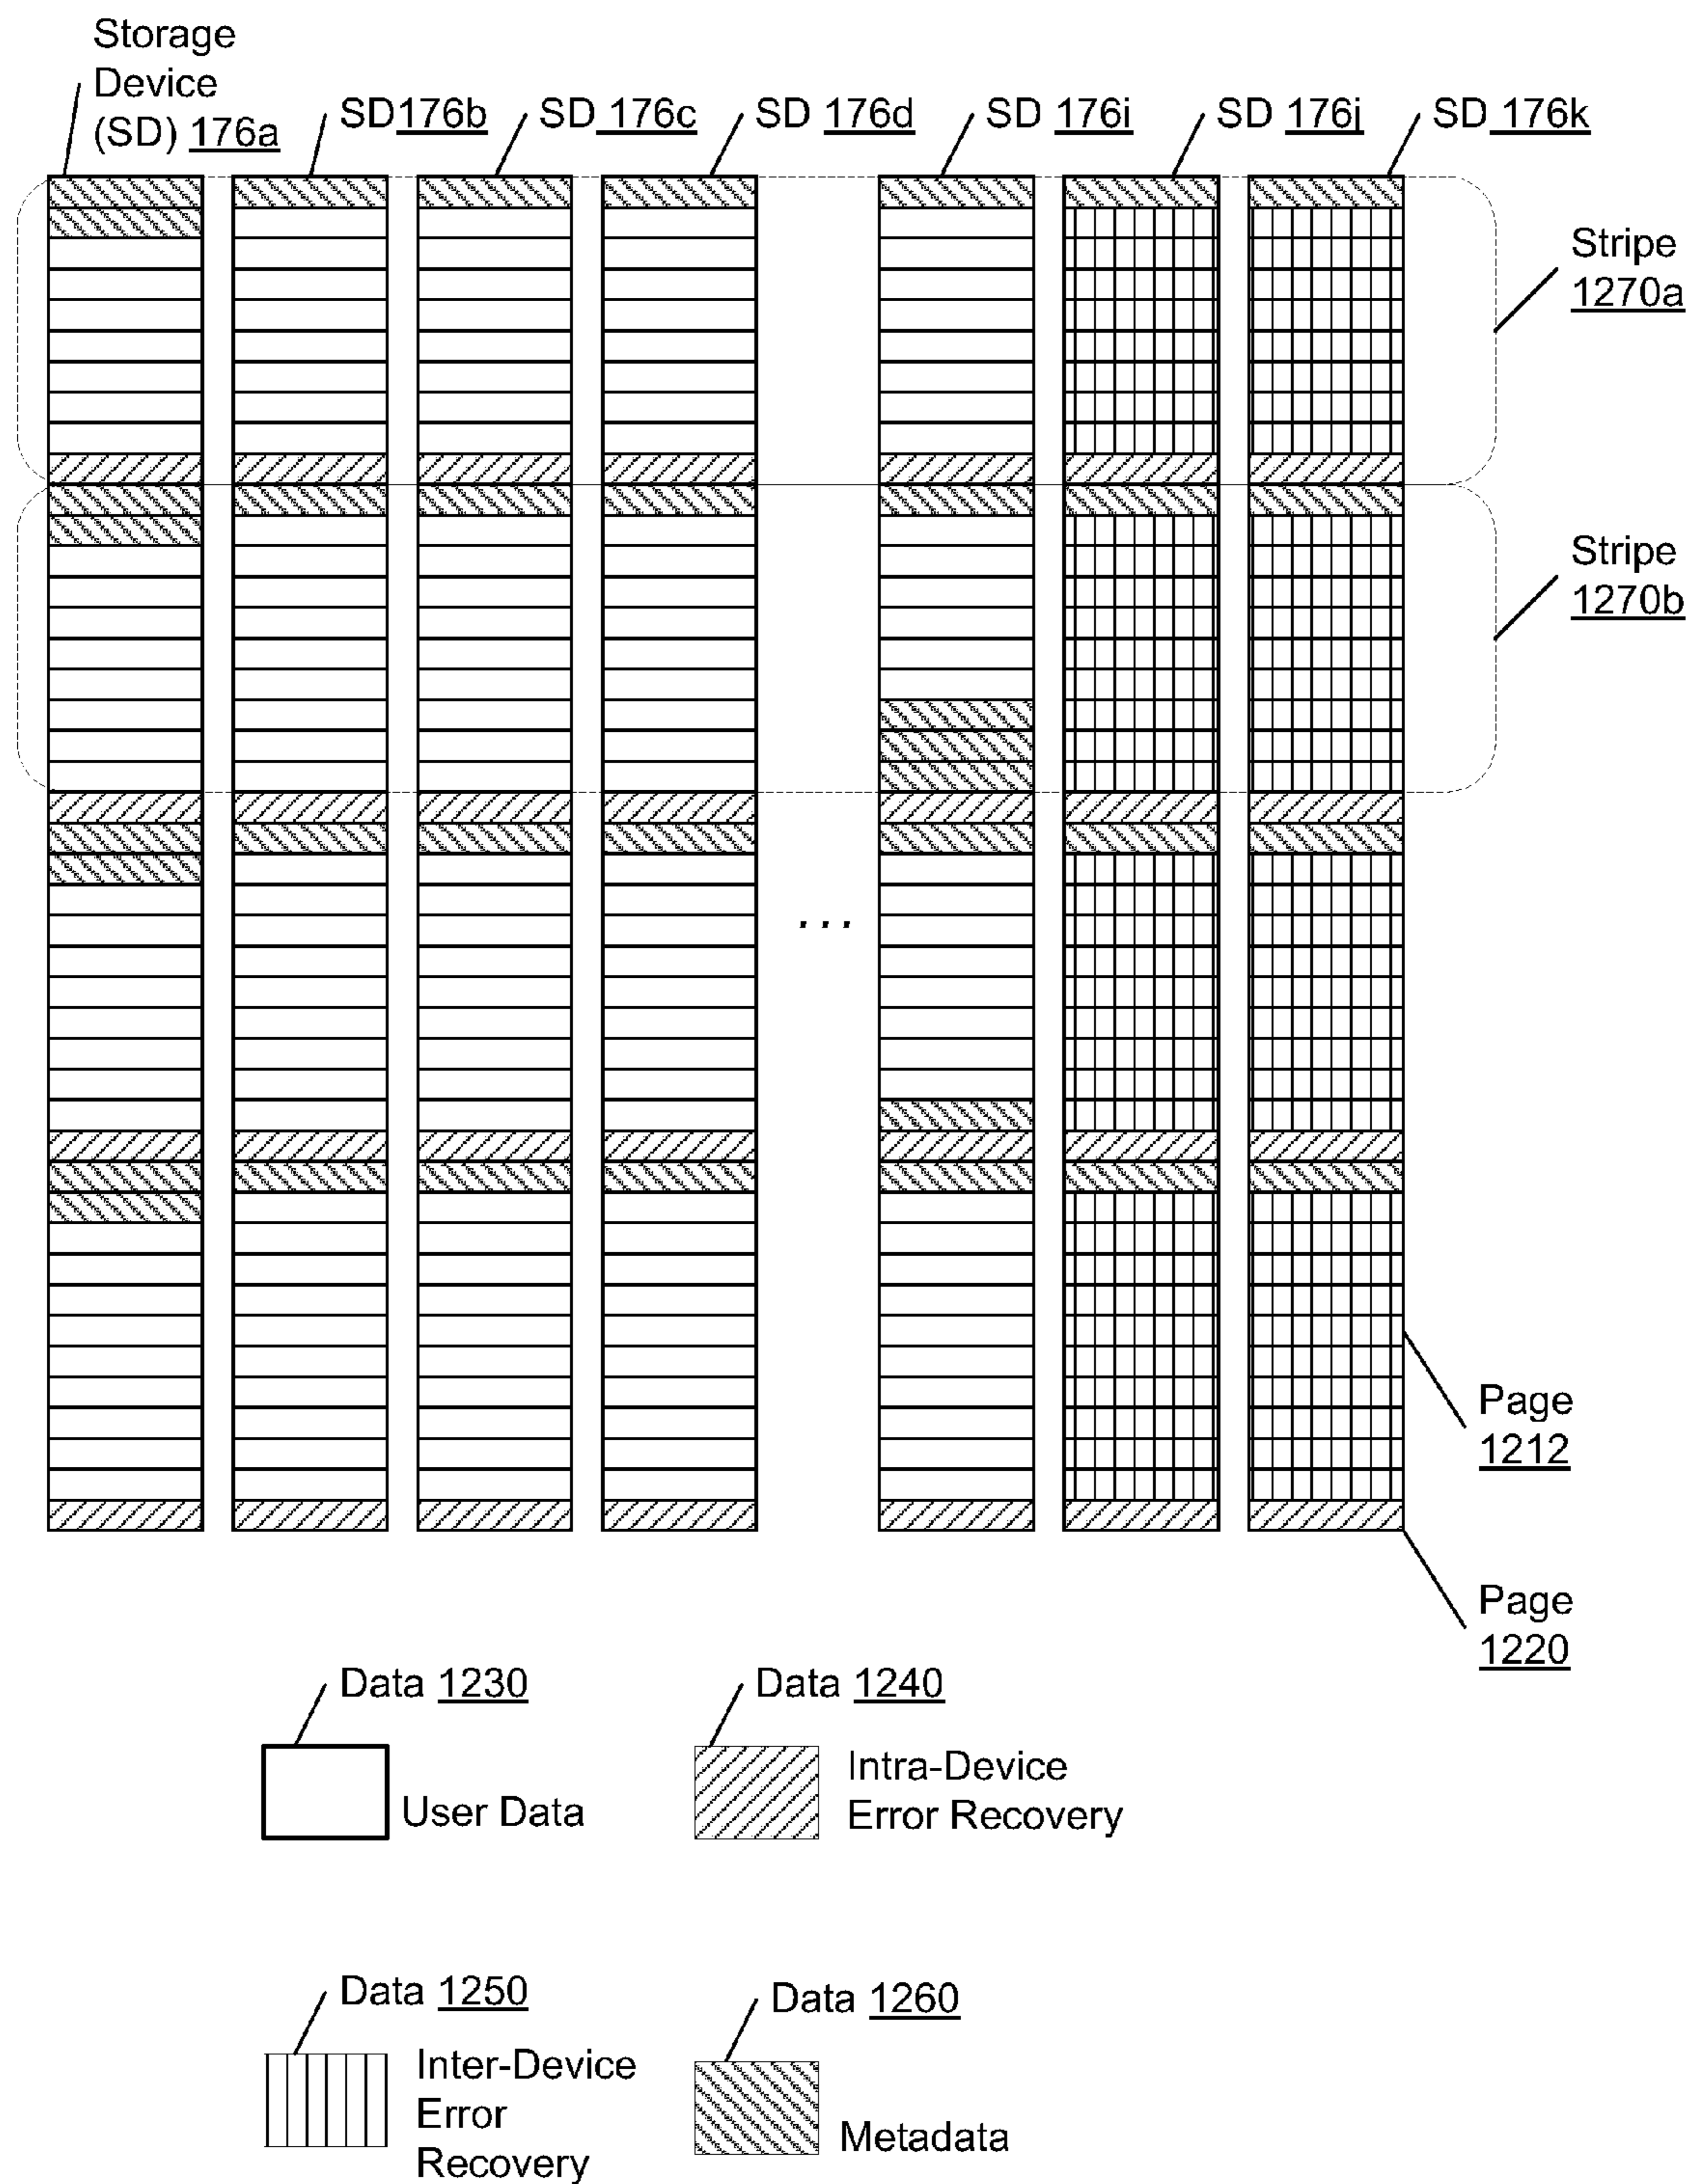 Storage
Device
(SD) 176a
SD176b
SD 176c
SD 176d
SD 176i
SD 176j
SD 176k
Stripe
1270a
Stripe
1270b
...
Page
1212
Page
1220
Data 1230
User Data
Data 1240
Intra-Device
Error Recovery
Data 1250
Inter-Device
Error
Recovery
Data 1260
Metadata